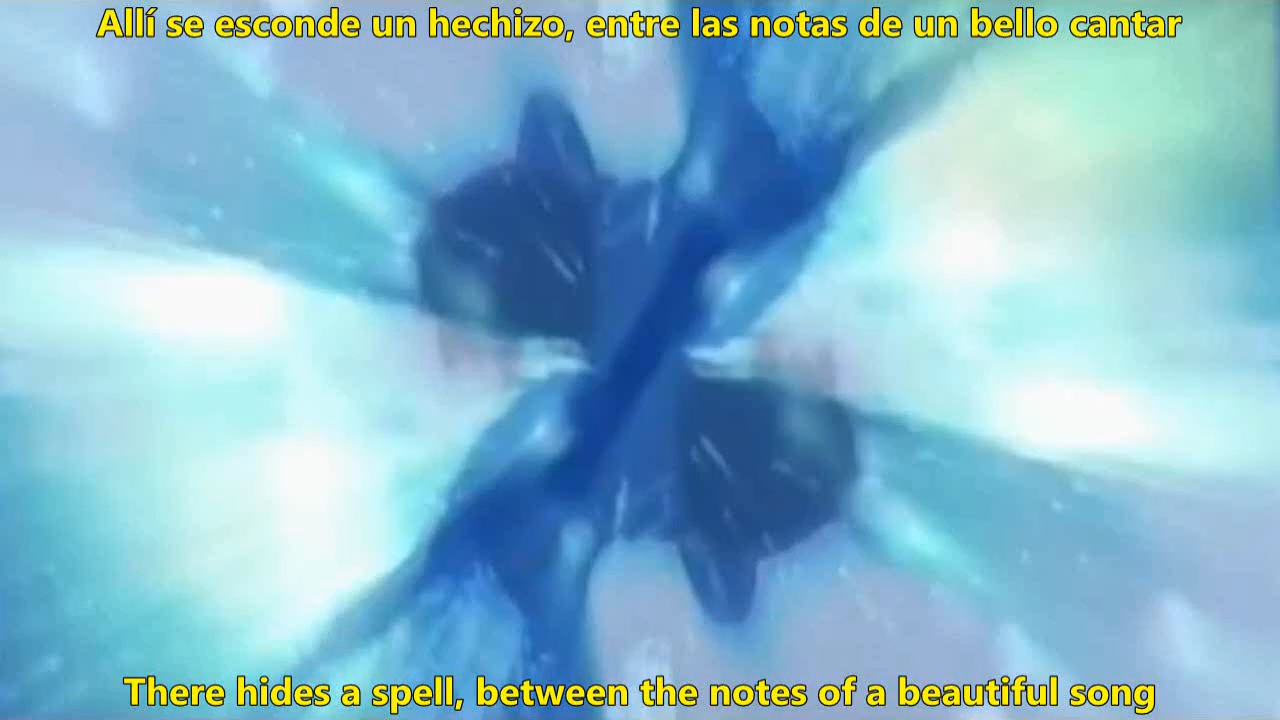 Allí se esconde un hechizo, entre las notas de un bello cantar
There hides a spell, between the notes of a beautiful song